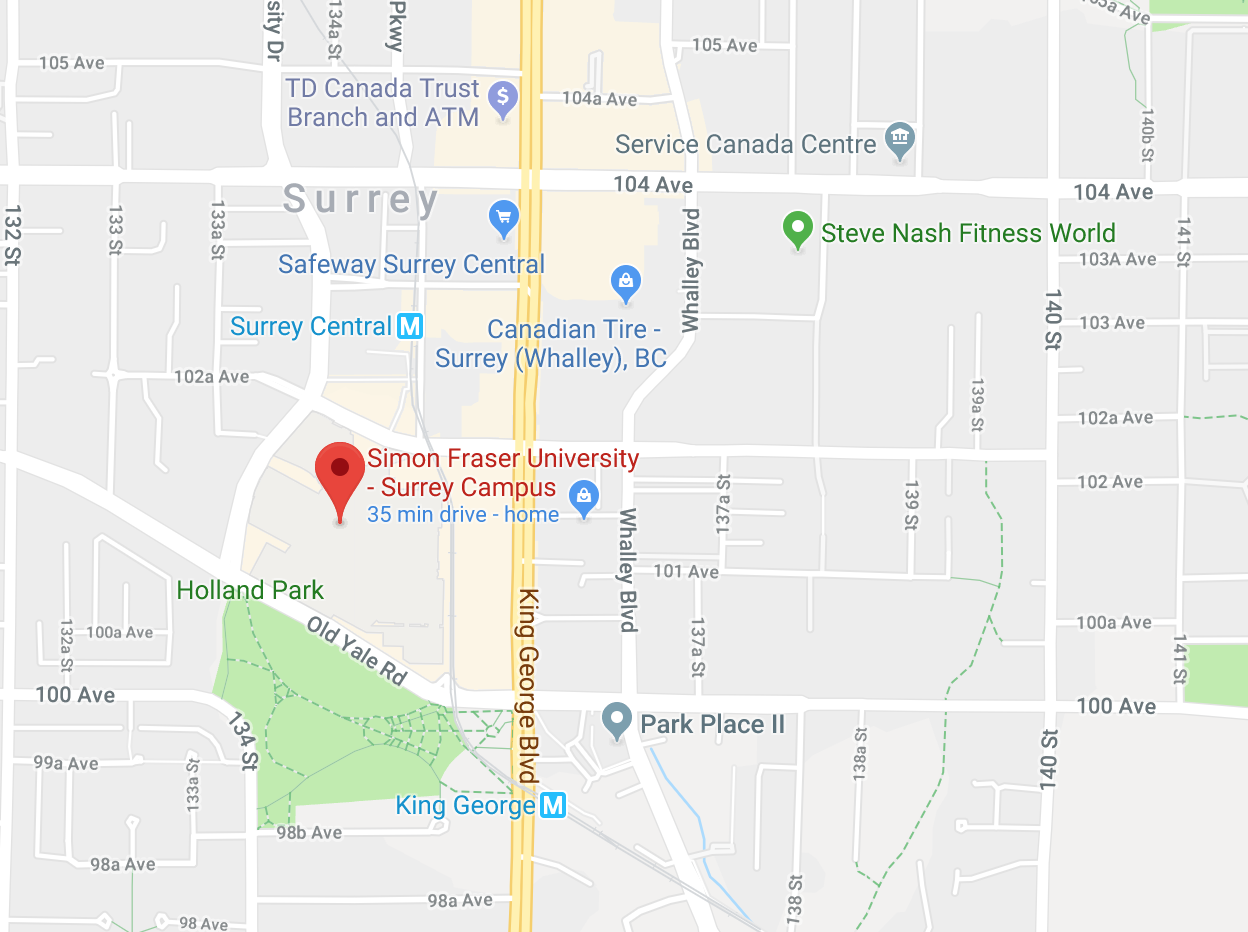 sity Dr
134a St
Pkwy
105 Ave
105 Ave
TD Canada Trust
Branch and ATM
104a Ave
Service Canada Centre
140b St
104 Ave
104 Ave
Surrey
132 St
133 St
133a St
Whalley Blvd
Steve Nash Fitness World
141 St
103A Ave
Safeway Surrey Central
Surrey Central M
Canadian Tire -
Surrey (Whalley), BC
140 St
103 Ave
102a Ave
139a St
102a Ave
Simon Fraser University
- Surrey Campus
35 min drive - home
137a St
139 St
102 Ave
Whalley Blvd
101 Ave
Holland Park
King George Blvd
Old Yale Rd
132a St
100a Ave
137a St
100a Ave
141 St
100 Ave
100 Ave
13A St
Park Place II
138a St
140 St
99a Ave
133a St
King George M
98b Ave
98a Ave
98a Ave
138 St
98 Ave